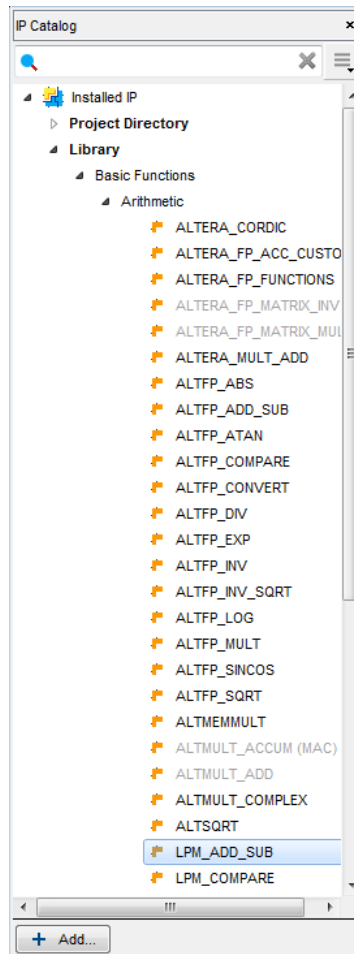 IP Catalog
Installed IP
Project Directory
Library
Basic Functions
Arithmetic
ALTERA_CORDIC
ALTERA_FP_ACC_CUSTO
ALTERA_FP_FUNCTIONS
ALTERA_FP_MATRIX_INV
ALTERA_FP_MATRIX_MUL
ALTERA_MULT_ADD
ALTFP_ABS
ALTFP_ADD_SUB
ALTFP_ATAN
ALTFP_COMPARE
ALTFP_CONVERT
ALTFP_DIV
ALTFP_EXP
ALTFP_INV
ALTFP_INV_SQRT
ALTFP_LOG
ALTFP_MULT
ALTFP_SINCOS
ALTFP_SQRT
ALTMEMMULT
ALTMULT_ACCUM (MAC)
ALTMULT_ADD
ALTMULT_COMPLEX
ALTSQRT
LPM_ADD_SUB
LPM_COMPARE
+ Add...